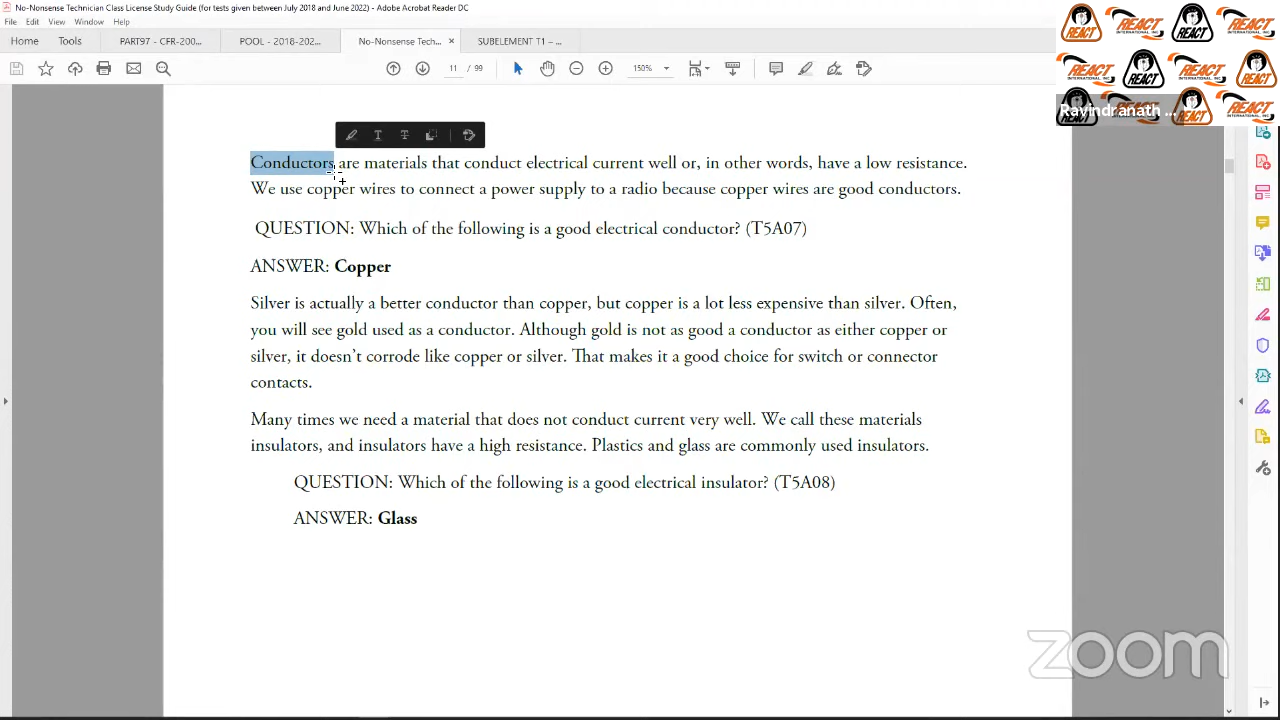 No-Nonsense Technician Class License Study Guide (for tests given between July 2018 and June 2022) - Adobe Acrobat Reader DC
File Edit View Window Help
Home Tools PART97 - CFR-200... POOL - 2018-202... No-Nonsense Tech... × SUPPLEMENT III - ...
11 / 99 150%
Conductors are materials that conduct electrical current well or, in other words, have a low resistance.
We use copper wires to connect a power supply to a radio because copper wires are good conductors.
QUESTION: Which of the following is a good electrical conductor? (T5A07)
ANSWER: Copper
Silver is actually a better conductor than copper, but copper is a lot less expensive than silver. Often,
you will see gold used as a conductor. Although gold is not as good a conductor as either copper or
silver, it doesn't corrode like copper or silver. That makes it a good choice for switch or connector
contacts.
Many times we need a material that does not conduct current very well. We call these materials
insulators, and insulators have a high resistance. Plastics and glass are commonly used insulators.
QUESTION: Which of the following is a good electrical insulator? (T5A08)
ANSWER: Glass
REACT INTERNATIONAL, INC.
Ravindranath ...
zoom